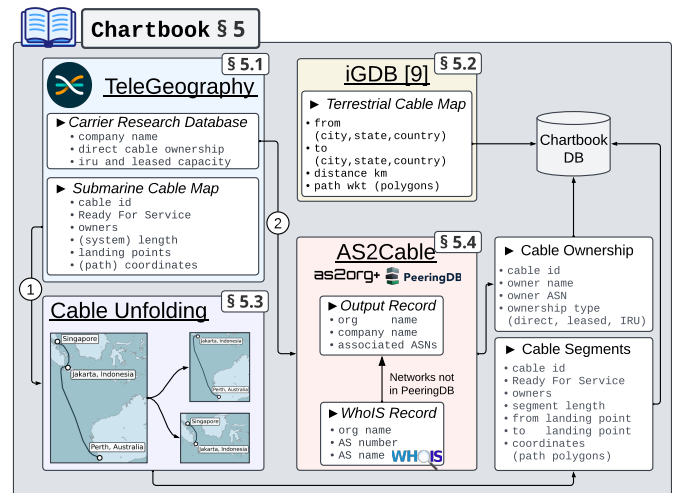 Chartbook § 5
§ 5.1
TeleGeography
►Carrier Research Database
• company name
• direct cable ownership
• iru and leased capacity
► Submarine Cable Map
• cable id
• Ready For Service
• owners
• (system) length
• landing points
• (path) coordinates
1
2
§ 5.2
iGDB [9]
► Terrestrial Cable Map
• from
(city,state,country)
• to
(city,state,country)
• distance km
• path wkt (polygons)
Chartbook
DB
§ 5.3
Cable Unfolding
Singapore
Jakarta, Indonesia
Perth, Australia
Jakarta, Indonesia
Perth, Australia
Singapore
Jakarta, Indonesia
§ 5.4
AS2Cable
as2org+ PeeringDB
►Output Record
• org name
• company name
• associated ASNs
Networks not
in PeeringDB
►WhoIS Record
• org name
• AS number
• AS name
WHOIS
► Cable Ownership
• cable id
• owner name
• owner ASN
• ownership type
(direct, leased, IRU)
► Cable Segments
• cable id
• Ready For Service
• owners
• segment length
• from landing point
• to landing point
• coordinates
(path polygons)